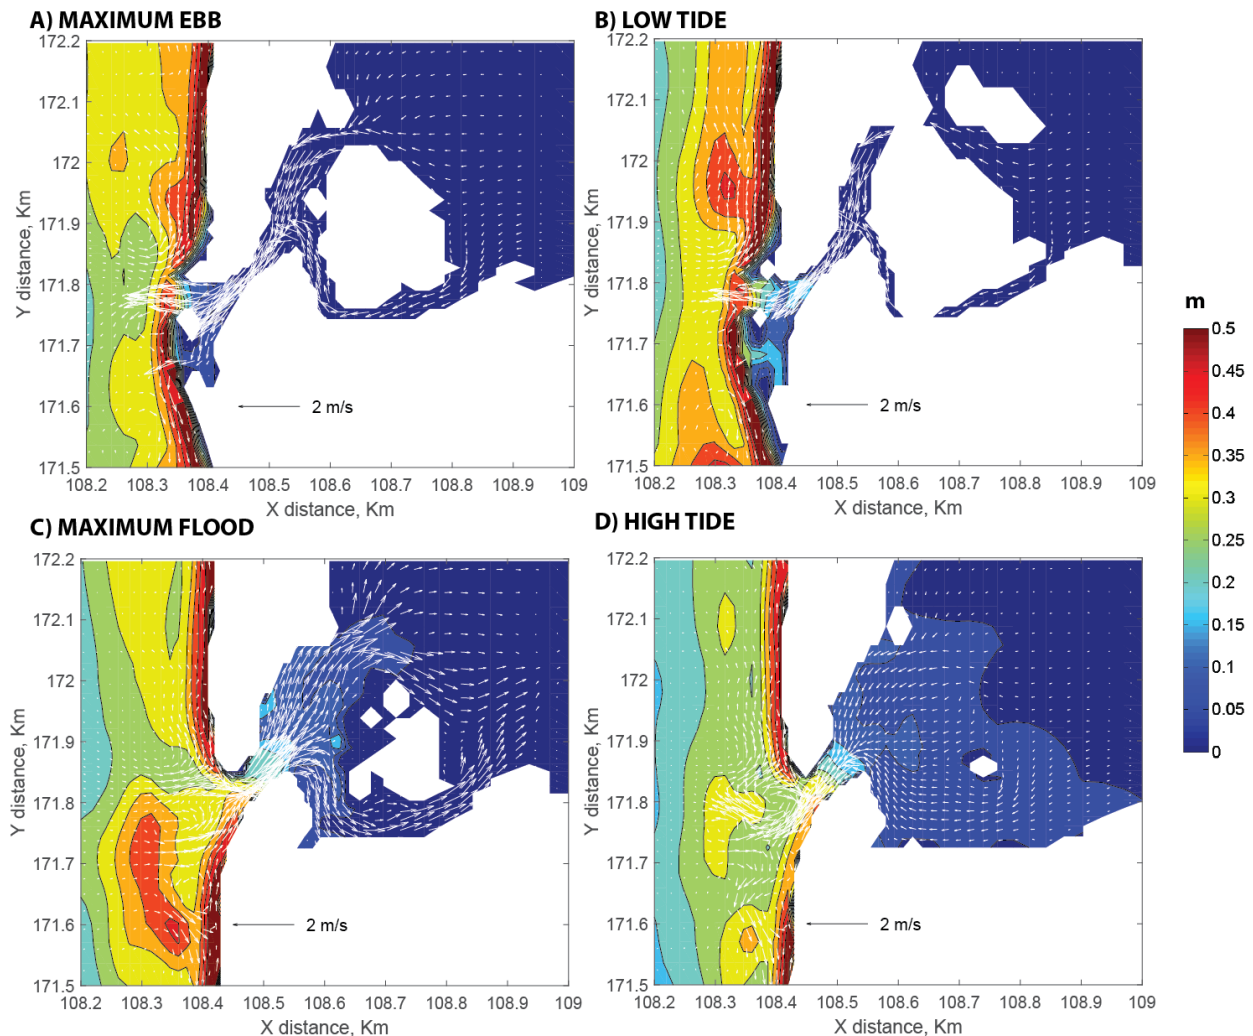 A) MAXIMUM EBB
172.2
172.1
172
171.9
171.8
171.7
171.6
171.5
Y distance, Km
2 m/s
108.2 108.3 108.4 108.5 108.6 108.7 108.8 108.9 109
X distance, Km
B) LOW TIDE
172.2
172.1
172
171.9
171.8
171.7
171.6
171.5
Y distance, Km
2 m/s
108.2 108.3 108.4 108.5 108.6 108.7 108.8 108.9 109
X distance, Km
m
0.5
0.45
0.4
0.35
0.3
0.25
0.2
0.15
0.1
0.05
0
C) MAXIMUM FLOOD
172.2
172.1
172
171.9
171.8
171.7
171.6
171.5
Y distance, Km
2 m/s
108.2 108.3 108.4 108.5 108.6 108.7 108.8 108.9 109
X distance, Km
D) HIGH TIDE
172.2
172.1
172
171.9
171.8
171.7
171.6
171.5
Y distance, Km
2 m/s
108.2 108.3 108.4 108.5 108.6 108.7 108.8 108.9 109
X distance, Km